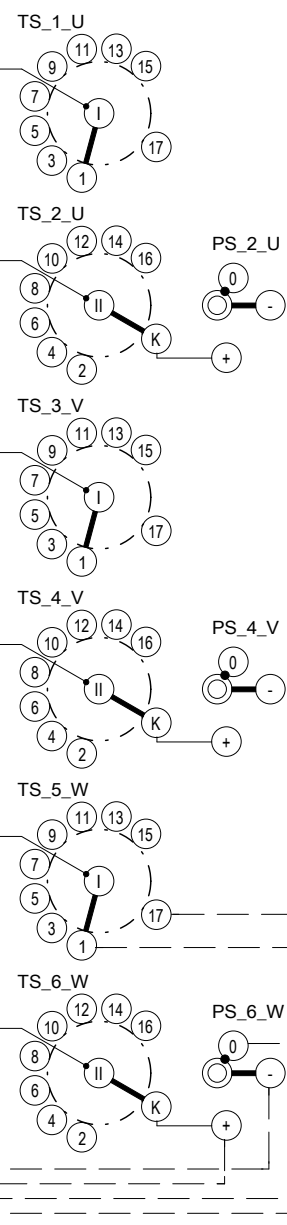 TS_1_U
11 13
9 15
7
I
5 17
3
1
TS_2_U
12 14 PS_2_U
10 16
0
8
II -
6 K
4 +
2
TS_3_V
11 13
9 15
7
I
5 17
3
1
TS_4_V
12 14 PS_4_V
10 16
0
8
II -
6 K
4 +
2
TS_5_W
11 13
9 15
7
I
5 17
3
1
TS_6_W
12 14 PS_6_W
10 16
0
8
II -
6 K
4 +
2